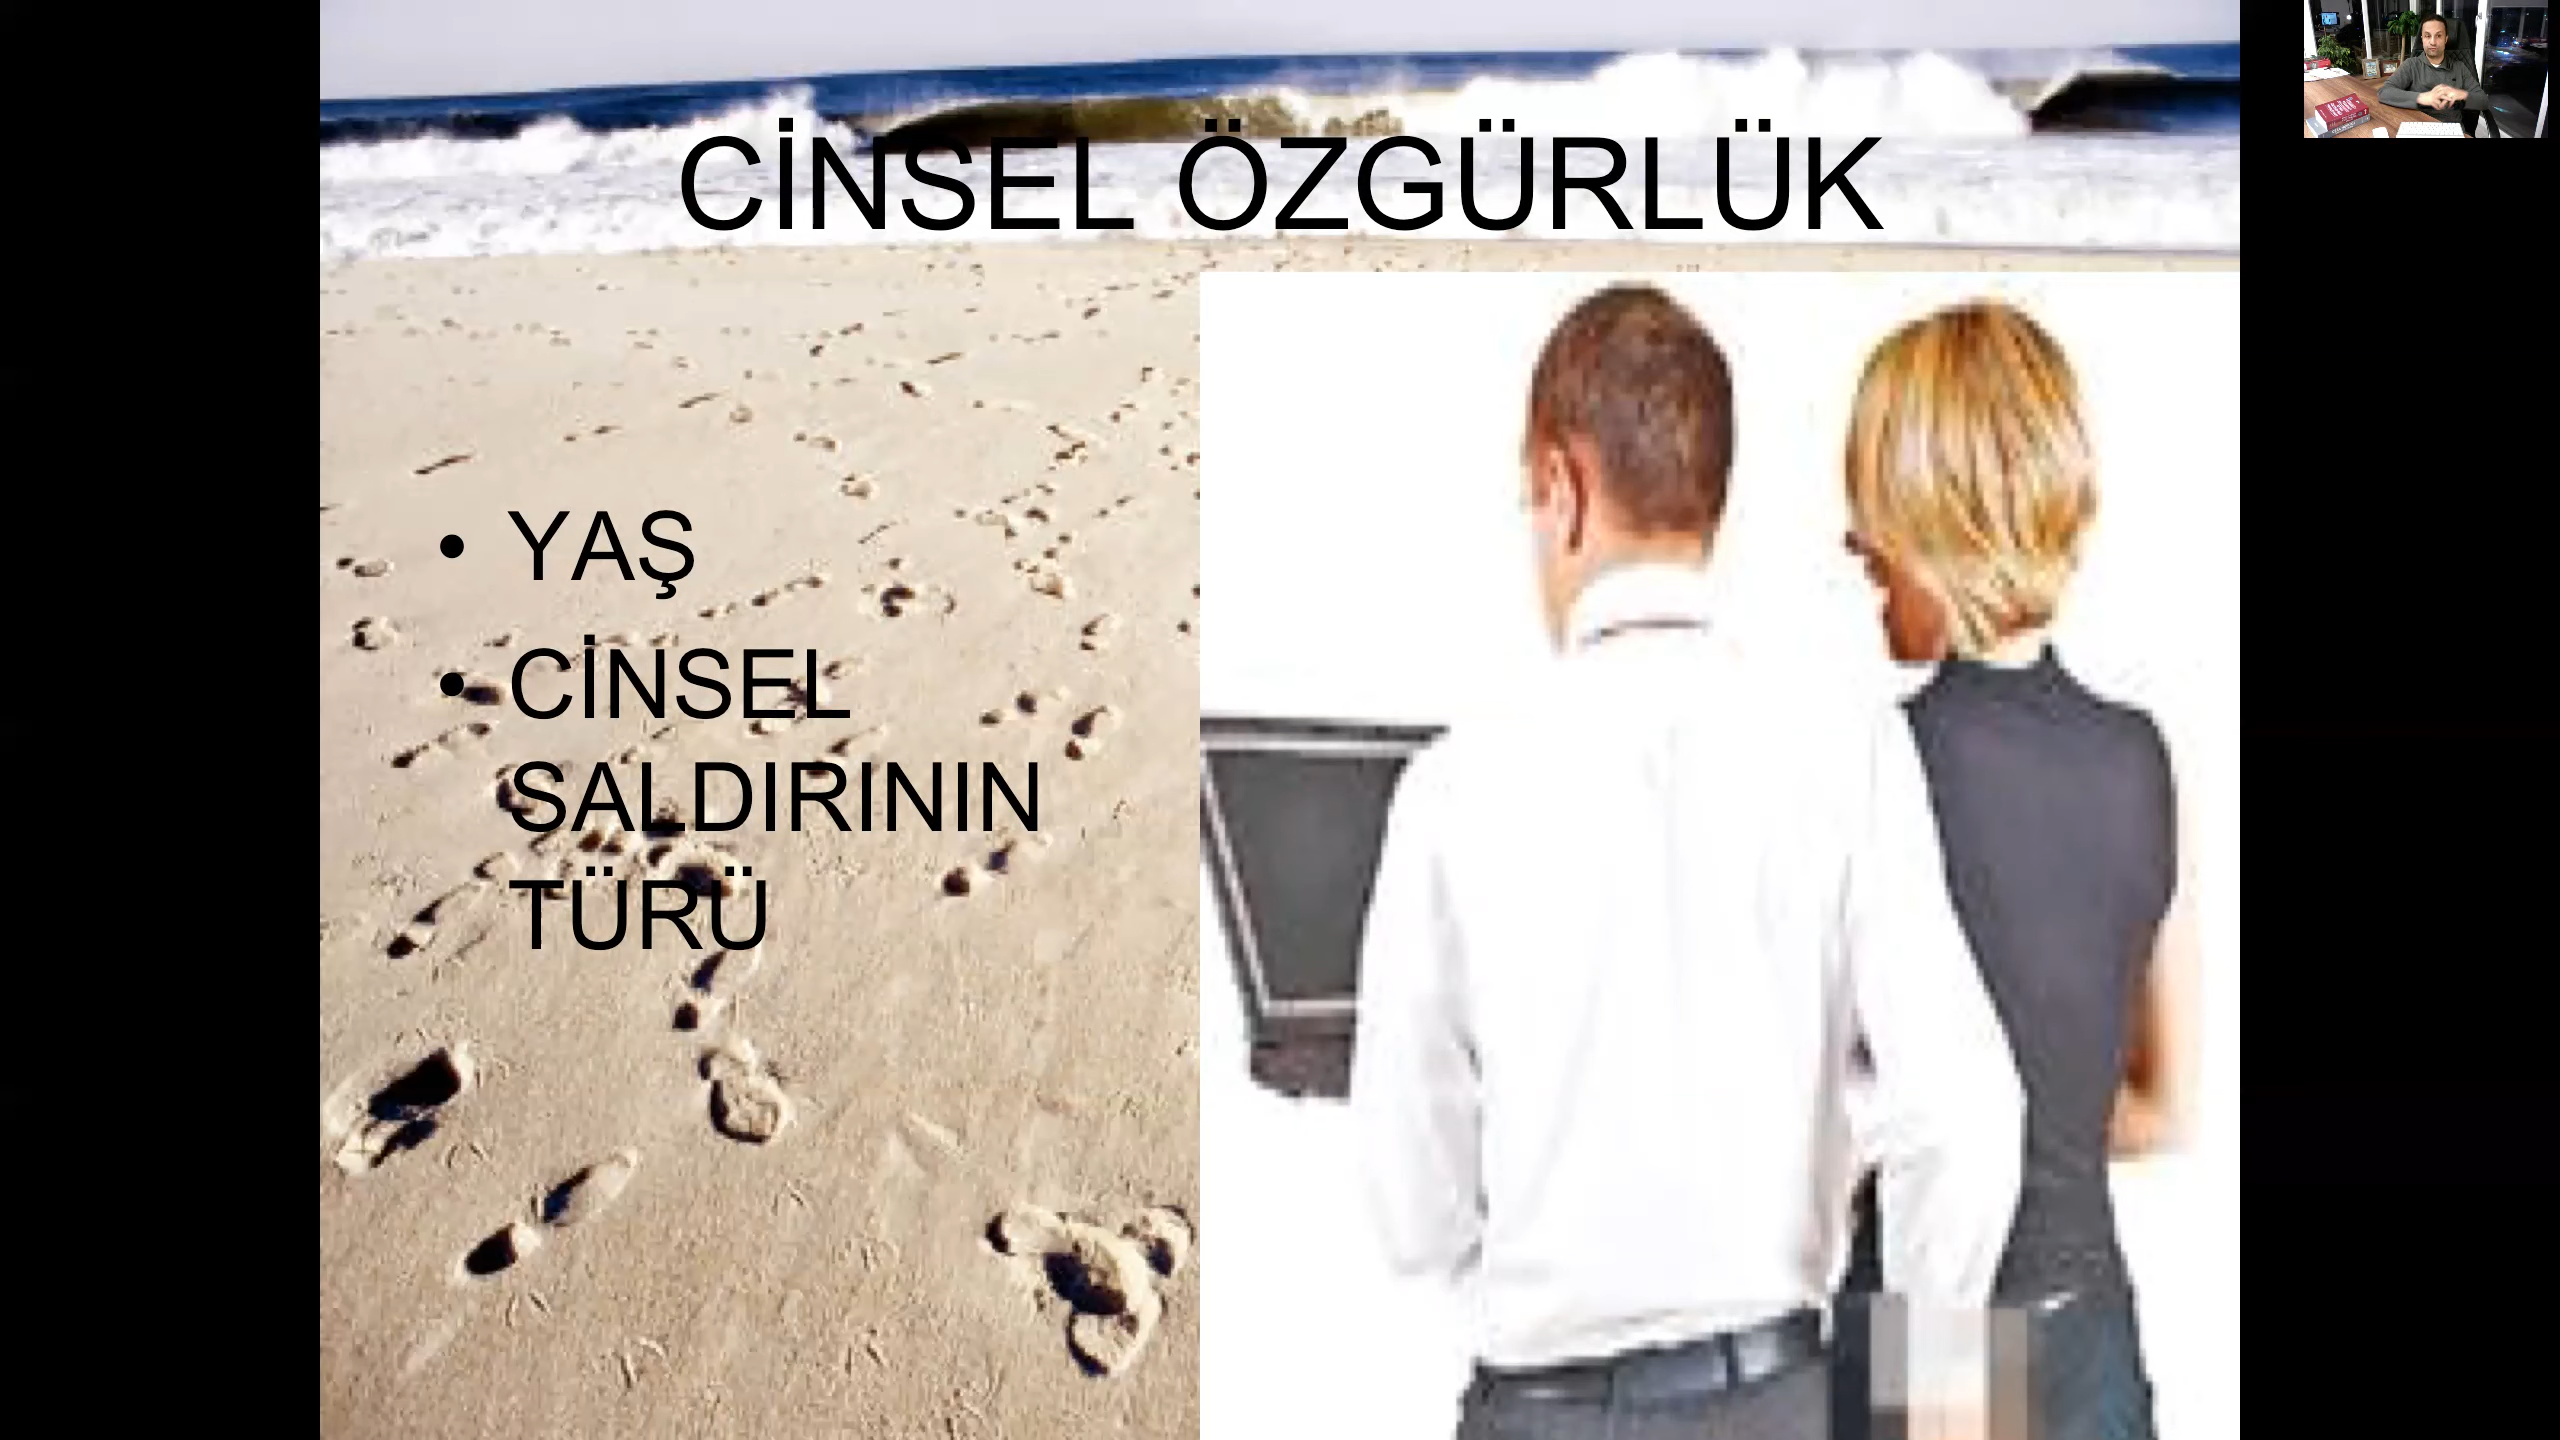 CİNSEL ÖZGÜRLÜK
• YAŞ
• CİNSEL
SALDIRININ
TÜRÜ